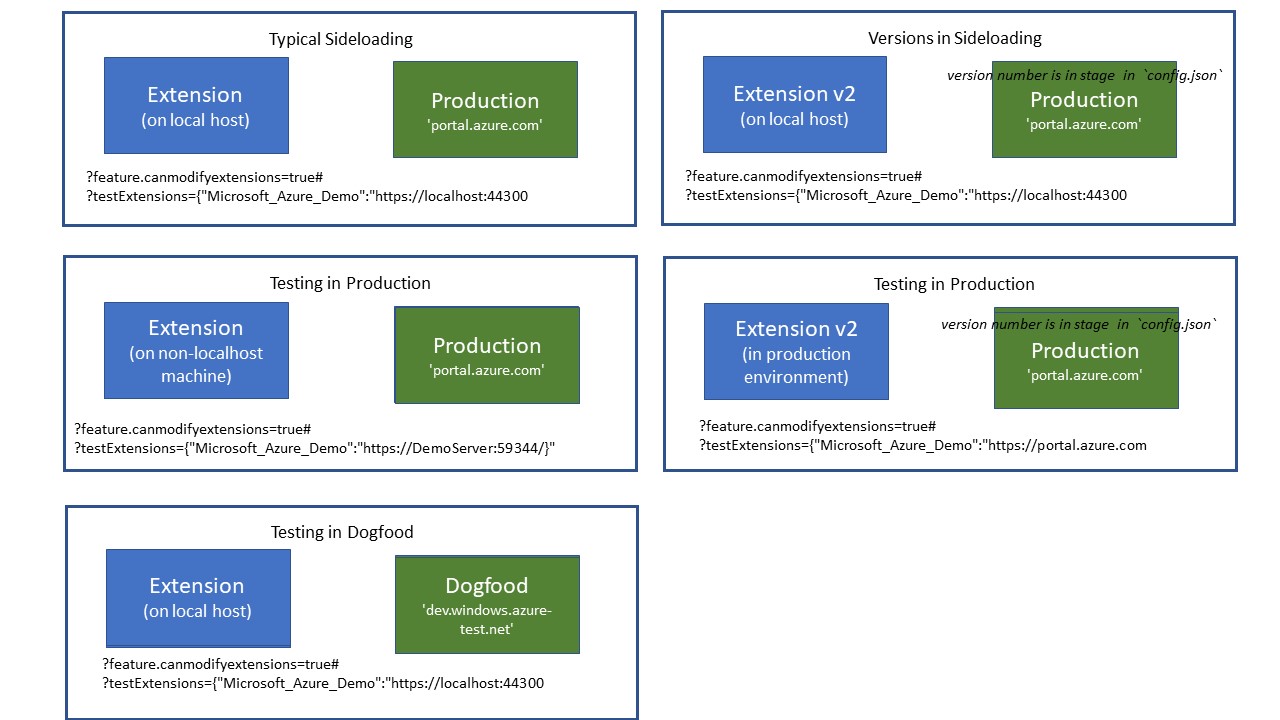 Typical Sideloading
Extension
(on local host)
Production
'portal.azure.com'
?feature.canmodifyextensions=true#
?testExtensions={"Microsoft_Azure_Demo":"https://localhost:44300
Versions in Sideloading
version number is in stage in `config.json`
Extension v2
(on local host)
Production
'portal.azure.com'
?feature.canmodifyextensions=true#
?testExtensions={"Microsoft_Azure_Demo":"https://localhost:44300
Testing in Production
Extension
(on non-localhost
machine)
Production
'portal.azure.com'
?feature.canmodifyextensions=true#
?testExtensions={"Microsoft_Azure_Demo":"https://DemoServer:59344/}"
Testing in Production
version number is in stage in `config.json`
Extension v2
(in production
environment)
Production
'portal.azure.com'
?feature.canmodifyextensions=true#
?testExtensions={"Microsoft_Azure_Demo":"https://portal.azure.com
Testing in Dogfood
Extension
(on local host)
Dogfood
'dev.windows.azure-
test.net'
?feature.canmodifyextensions=true#
?testExtensions={"Microsoft_Azure_Demo":"https://localhost:44300